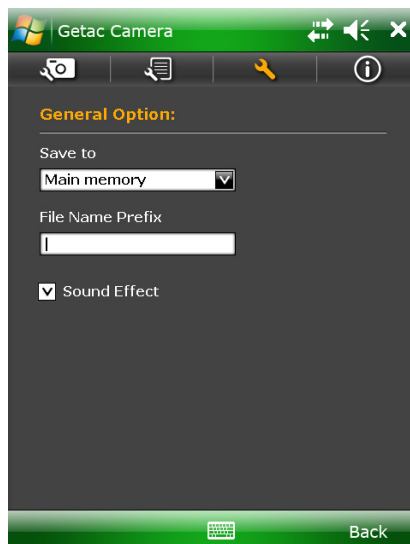 Getac Camera
General Option:
Save to
Main memory
File Name Prefix
Sound Effect
Back